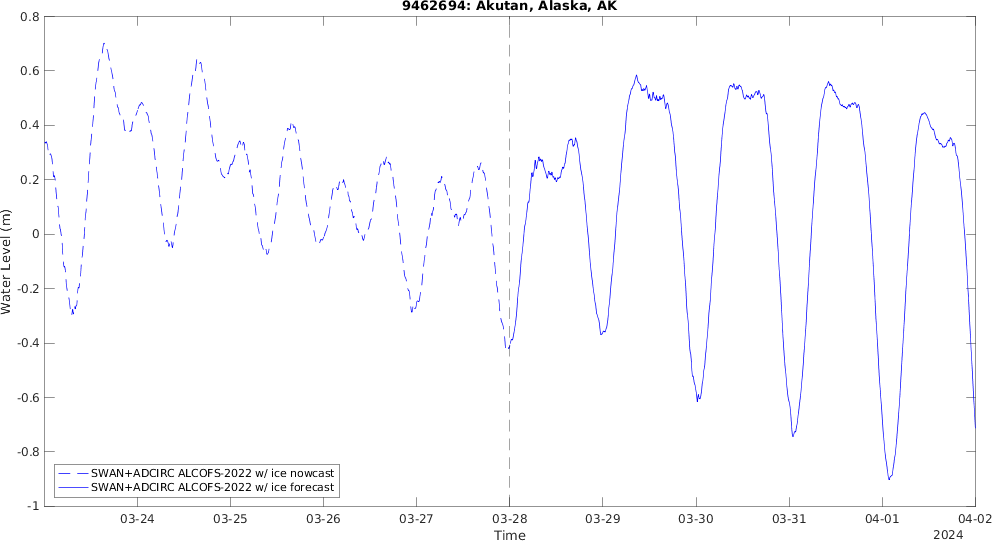 9462694: Akutan, Alaska, AK
0.8
0.6
0.4
0.2
0
-0.2
-0.4
-0.6
-0.8
-1
Water Level (m)
SWAN+ADCIRC ALCOFS-2022 w/ ice nowcast
SWAN+ADCIRC ALCOFS-2022 w/ ice forecast
03-24 03-25 03-26 03-27 03-28 03-29 03-30 03-31 04-01 04-02
Time
2024